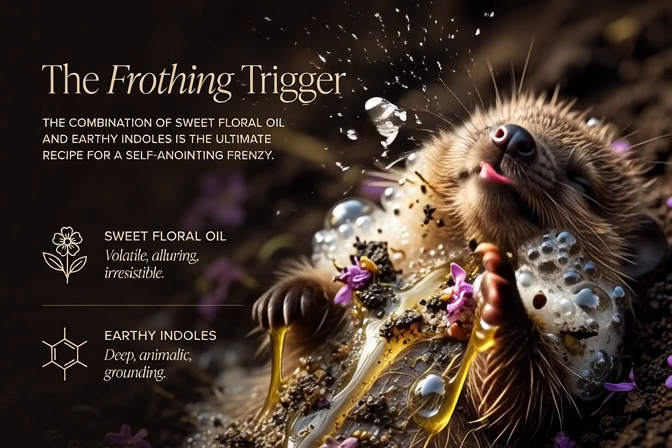 The Frothing Trigger
THE COMBINATION OF SWEET FLORAL OIL
AND EARTHY INDOLES IS THE ULTIMATE
RECIPE FOR A SELF-ANOINTING FRENZY.
SWEET FLORAL OIL
Volatile, alluring,
irresistible.
EARTHY INDOLES
Deep, animalic,
grounding.